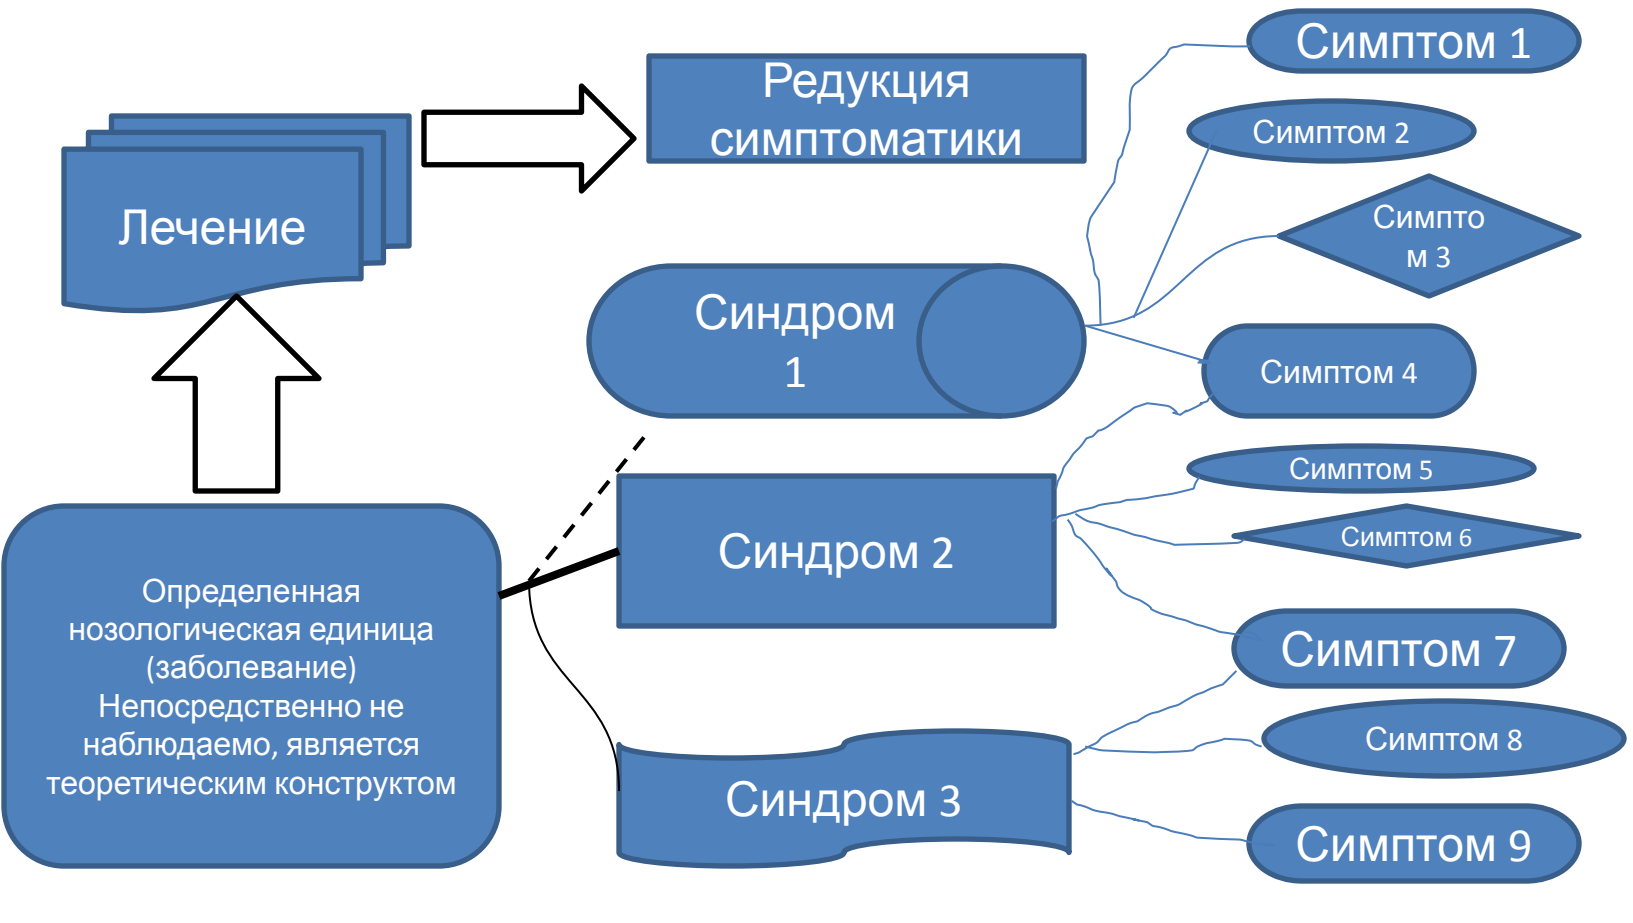 Симптом 1
Редукция
симптоматики
Симптом 2
Лечение
Симпто
м 3
Синдром
1
Симптом 4
Симптом 5
Симптом 6
Синдром 2
Определенная
нозологическая единица
(заболевание)
Непосредственно не
наблюдаемо, является
теоретическим конструктом
Симптом 7
Симптом 8
Синдром 3
Симптом 9